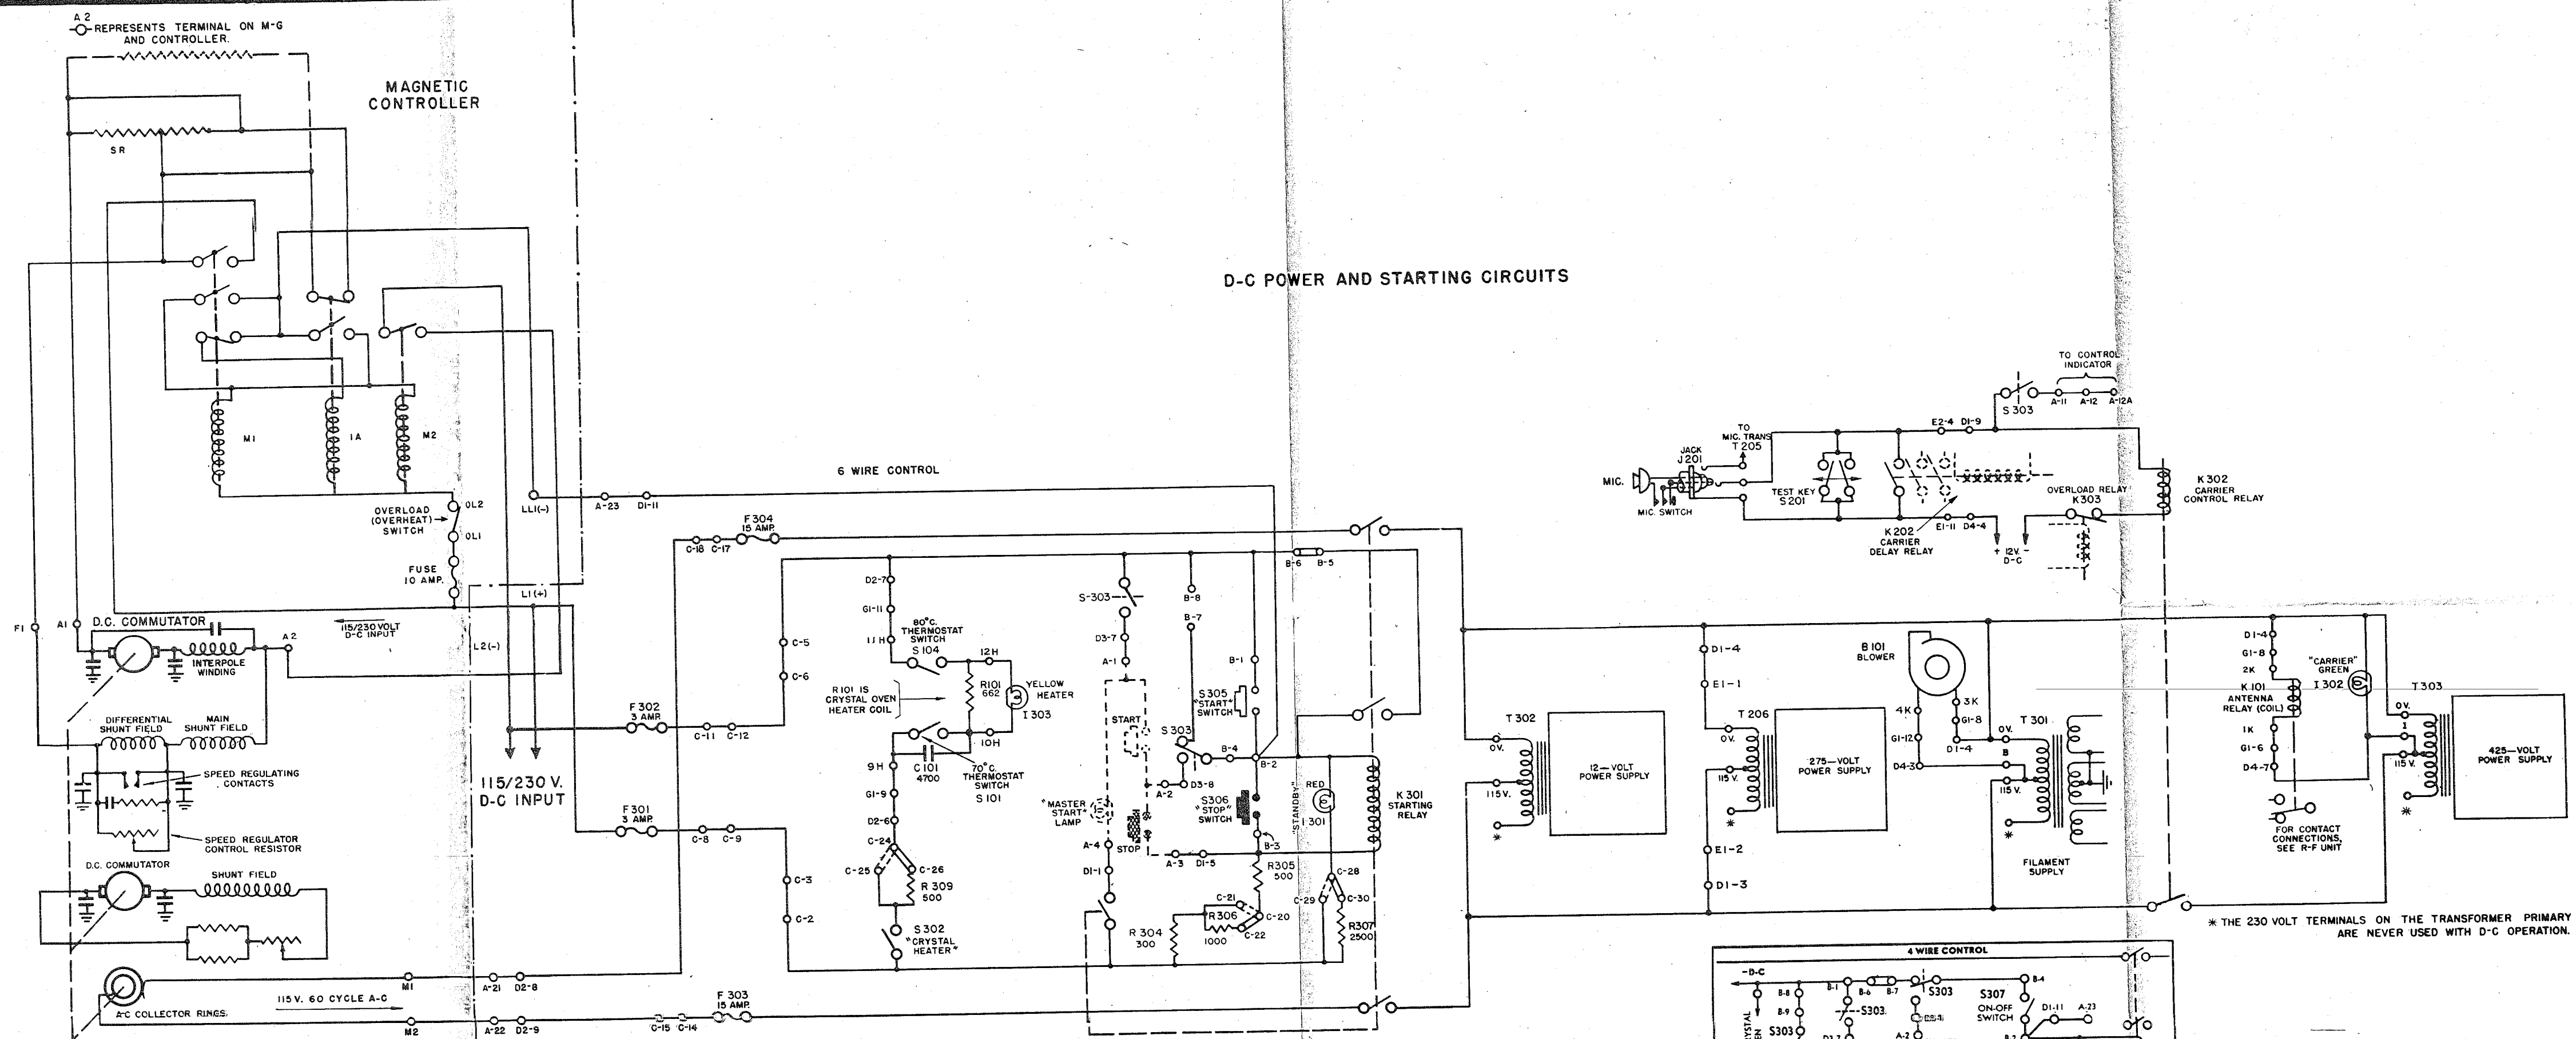 A 2
REPRESENTS TERMINAL ON M-G
AND CONTROLLER.
MAGNETIC
CONTROLLER
SR
D-C POWER AND STARTING CIRCUITS
M1
1A
M2
OL2
OVERLOAD
(OVERHEAT)
SWITCH
OL1
FUSE
10 AMP.
LL1(-)
L1(+)
L2(-)
A-23
D1-11
6 WIRE CONTROL
F1
A1
D.C. COMMUTATOR
A2
115/230 VOLT
D-C INPUT
INTERPOLE
WINDING
DIFFERENTIAL
SHUNT FIELD
MAIN
SHUNT FIELD
SPEED REGULATING
CONTACTS
SPEED REGULATOR
CONTROL RESISTOR
D.C. COMMUTATOR
SHUNT FIELD
A-C COLLECTOR RINGS.
115 V. 60 CYCLE A-C
M1
M2
A-21
D2-8
A-22
D2-9
115/230 V.
D-C INPUT
F 304
15 AMP.
C-18
C-17
F 302
3 AMP.
C-11
C-12
F 301
3 AMP.
C-8
C-9
F 303
15 AMP.
C-15
C-14
C-5
C-6
C-3
C-2
D2-7
G1-11
11 H
80°C.
THERMOSTAT
SWITCH
S 104
12H
R101 IS
CRYSTAL OVEN
HEATER COIL
R101
662
YELLOW
HEATER
I 303
10H
9 H
C 101
4700
70°C.
THERMOSTAT
SWITCH
S 101
G1-9
D2-6
C-24
C-25
C-26
R 309
500
S 302
"CRYSTAL
HEATER"
S-303
D3-7
A-1
START
"MASTER
START"
LAMP
STOP
A-4
D1-1
A-2
D3-8
A-3
D1-5
B-8
B-7
S303
B-4
B-1
S305
"START"
SWITCH
B-2
S306
"STOP"
SWITCH
B-3
R305
500
C-21
C-20
C-22
R306
1000
R 304
300
B-6
B-5
"STANDBY"
RED
I 301
K 301
STARTING
RELAY
C-28
C-29
C-30
R307
2500
T 302
OV.
115 V.
*
12—VOLT
POWER SUPPLY
D1-4
E1-1
T 206
OV.
115 V.
*
E1-2
D1-3
275—VOLT
POWER SUPPLY
B 101
BLOWER
4K
3K
G1-8
G1-12
D1-4
D4-3
OV.
B
115 V.
*
T 301
FILAMENT
SUPPLY
MIC.
MIC. SWITCH
JACK
J 201
TO
MIC. TRANS
T 205
TEST KEY
S 201
K 202
CARRIER
DELAY RELAY
E2-4
D1-9
E1-11
D4-4
+ 12V. -
D-C
OVERLOAD RELAY
K303
TO CONTROL
INDICATOR
S 303
A-11
A-12
A-12A
K 302
CARRIER
CONTROL RELAY
D1-4
G1-8
2K
K 101
ANTENNA
RELAY (COIL)
1K
G1-6
D4-7
"CARRIER"
GREEN
I 302
FOR CONTACT
CONNECTIONS,
SEE R-F UNIT
T303
OV.
1
115 V.
*
425—VOLT
POWER SUPPLY
* THE 230 VOLT TERMINALS ON THE TRANSFORMER PRIMARY
ARE NEVER USED WITH D-C OPERATION.
4 WIRE CONTROL
-D-C
B-8
B-9
S303
B-1
B-6
B-7
S303
S303.
A-2
S307
ON-OFF
SWITCH
B-4
D1-11
A-23